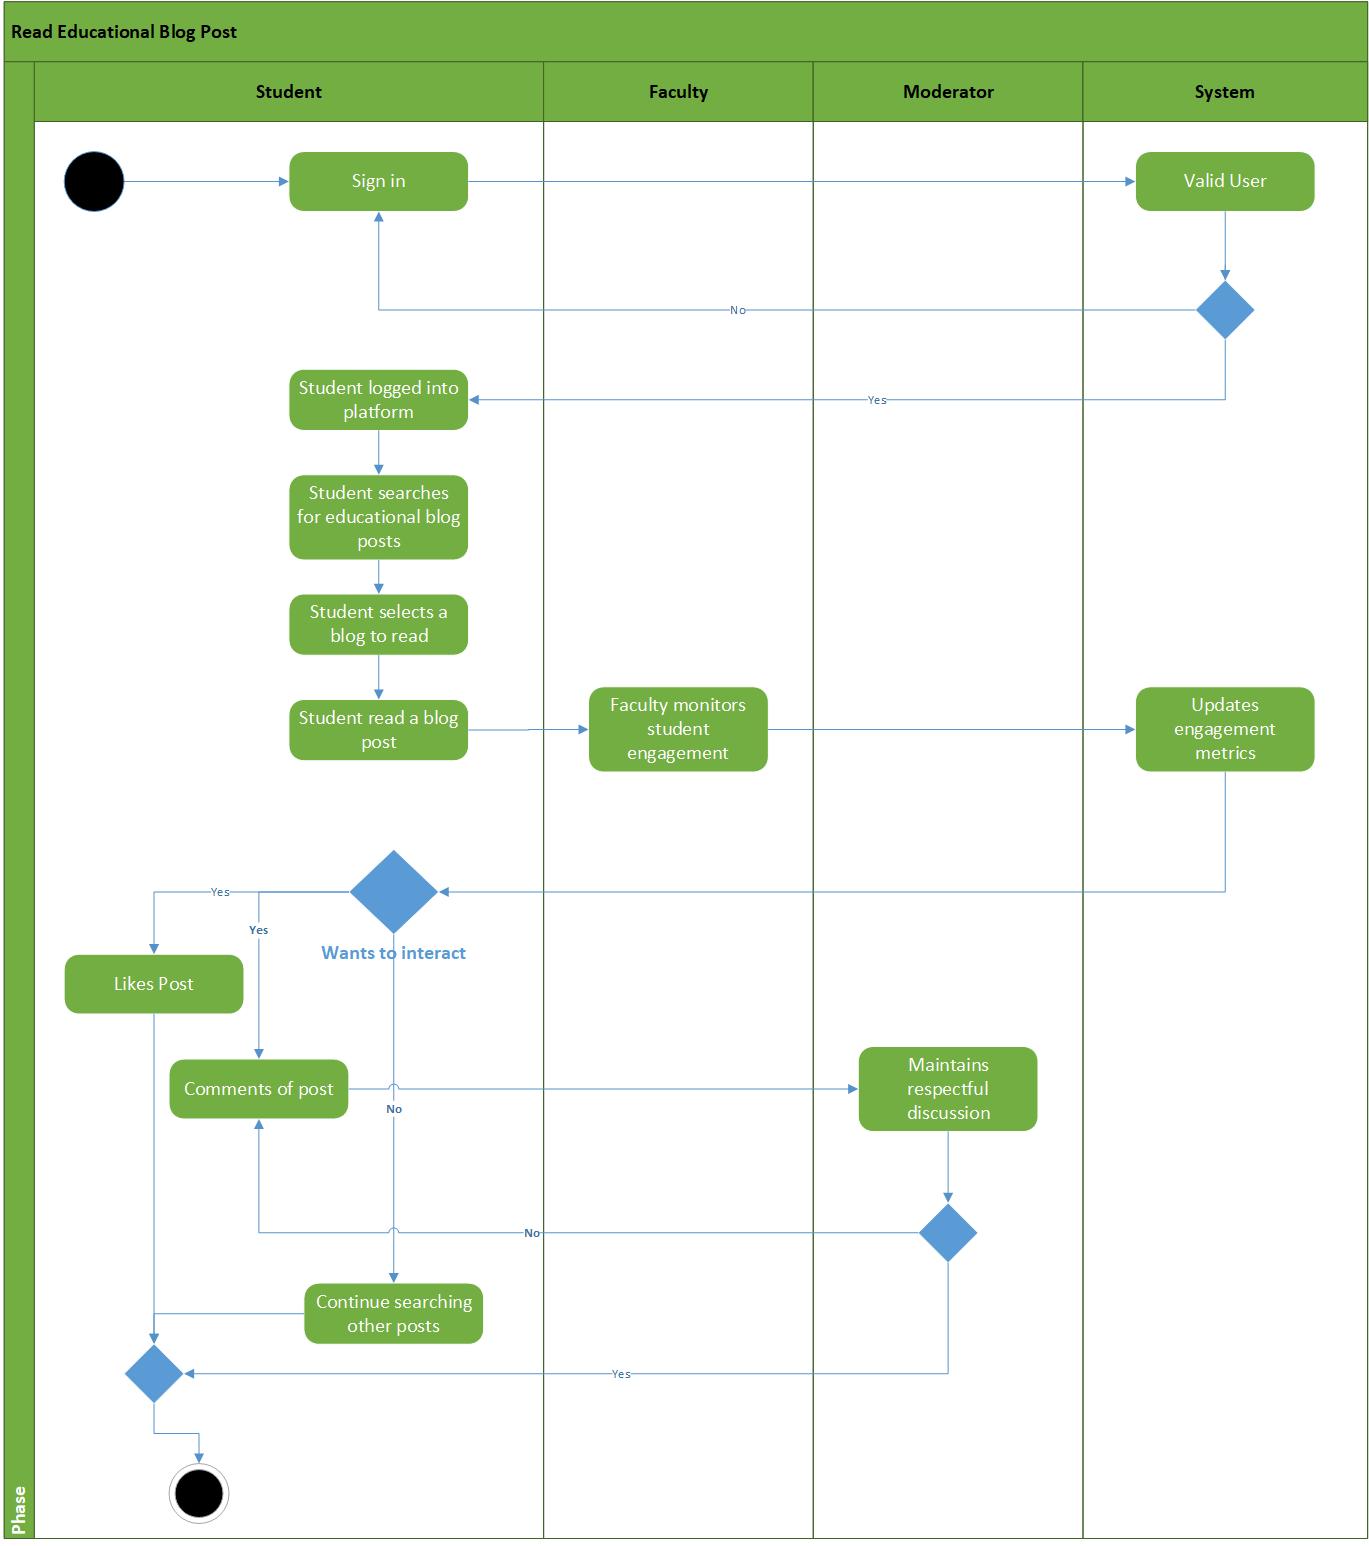 Read Educational Blog Post
Student
Faculty
Moderator
System
Sign in
Valid User
No
Student logged into
platform
Yes
Student searches
for educational blog
posts
Student selects a
blog to read
Student read a blog
post
Faculty monitors
student
engagement
Updates
engagement
metrics
Yes
Yes
Wants to interact
Likes Post
Comments of post
No
Maintains
respectful
discussion
No
Continue searching
other posts
Yes
Phase